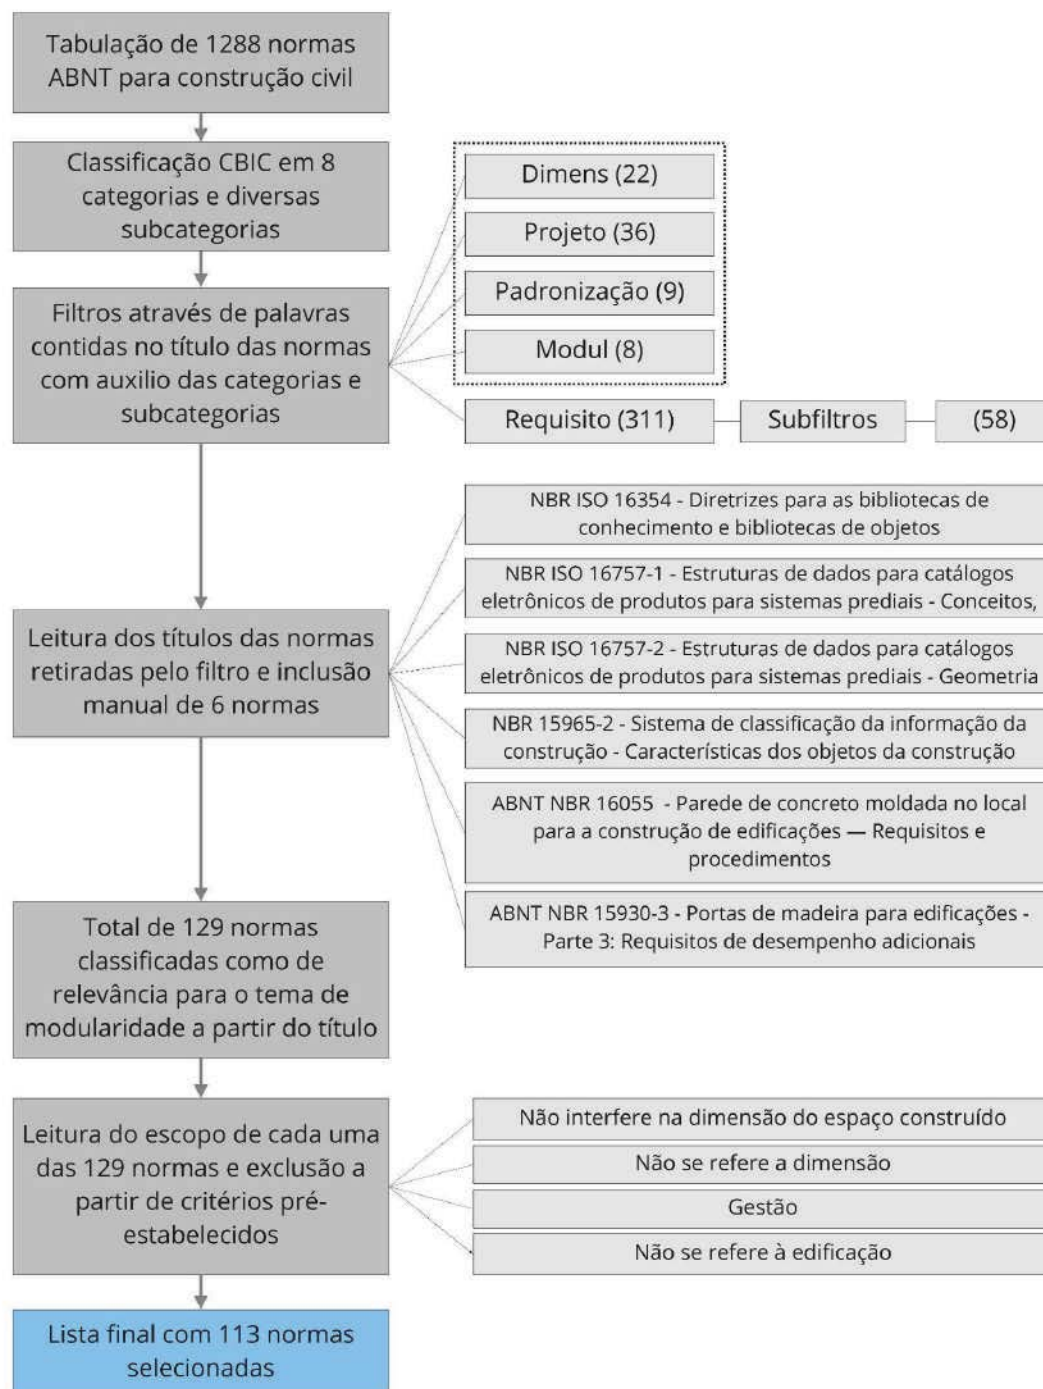 Tabulação de 1288 normas
ABNT para construção civil
Classificação CBIC em 8
categorias e diversas
subcategorias
Filtros através de palavras
contidas no título das normas
com auxilio das categorias e
subcategorias
Dimens (22)
Projeto (36)
Padronização (9)
Modul (8)
Requisito (311)
Subfiltros
(58)
Leitura dos títulos das normas
retiradas pelo filtro e inclusão
manual de 6 normas
NBR ISO 16354 - Diretrizes para as bibliotecas de
conhecimento e bibliotecas de objetos
NBR ISO 16757-1 - Estruturas de dados para catálogos
eletrônicos de produtos para sistemas prediais - Conceitos,
NBR ISO 16757-2 - Estruturas de dados para catálogos
eletrônicos de produtos para sistemas prediais - Geometria
NBR 15965-2 - Sistema de classificação da informação da
construção - Características dos objetos da construção
ABNT NBR 16055 - Parede de concreto moldada no local
para a construção de edificações — Requisitos e
procedimentos
ABNT NBR 15930-3 - Portas de madeira para edificações -
Parte 3: Requisitos de desempenho adicionais
Total de 129 normas
classificadas como de
relevância para o tema de
modularidade a partir do título
Leitura do escopo de cada uma
das 129 normas e exclusão a
partir de critérios pré-
estabelecidos
Não interfere na dimensão do espaço construído
Não se refere a dimensão
Gestão
Não se refere à edificação
Lista final com 113 normas
selecionadas